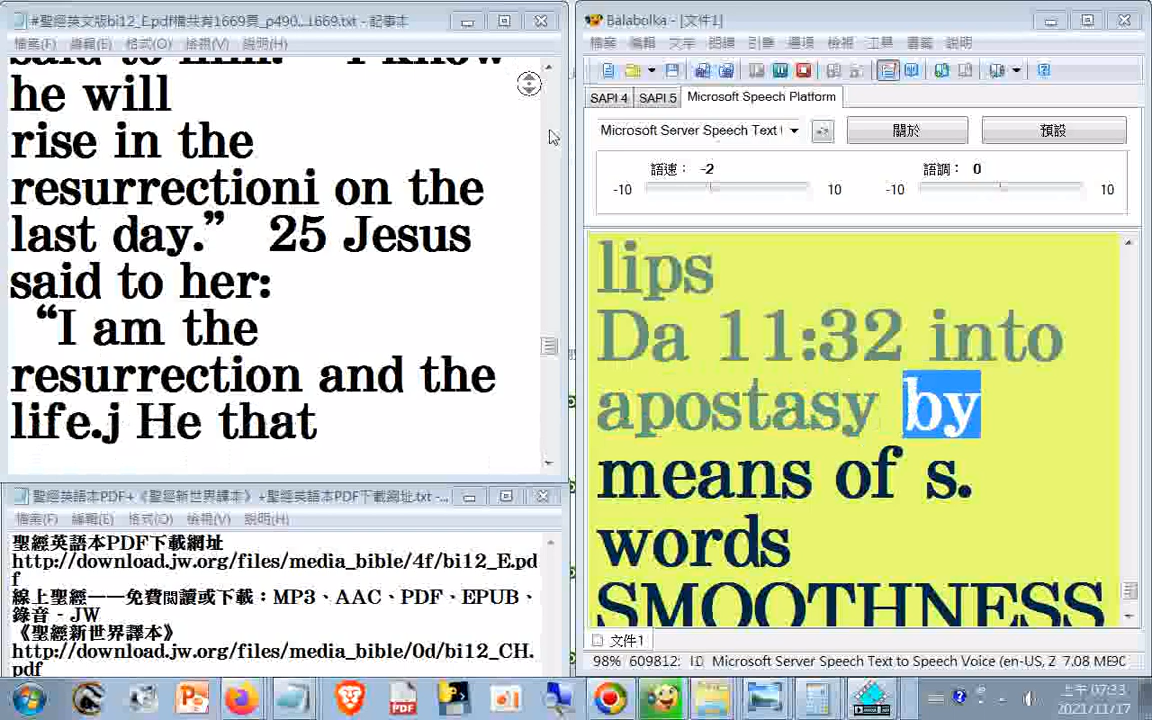 #聖經英文版bi12_E.pdf檔共有1669頁_p490...1669.txt - 記事本
檔案(F) 編輯(E) 格式(O) 檢視(V) 說明(H)
he will
rise in the
resurrectioni on the
last day.” 25 Jesus
said to her:
“I am the
resurrection and the
life.j He that
聖經英語本PDF+《聖經新世界譯本》+聖經英語本PDF下載網址.txt - ...
檔案(F) 編輯(E) 格式(O) 檢視(V) 說明(H)
聖經英語本PDF下載網址
http://download.jw.org/files/media_bible/4f/bi12_E.pd
f
線上聖經——免費閱讀或下載：MP3、AAC、PDF、EPUB、
錄音 - JW
《聖經新世界譯本》
http://download.jw.org/files/media_bible/0d/bi12_CH.
pdf
Balabolka - [文件1]
檔案 編輯 文字 朗讀 引擎 選項 檢視 工具 書籤 說明
SAPI 4 SAPI 5 Microsoft Speech Platform
Microsoft Server Speech Text 關於 預設
語速： -2 語調： 0
-10 10 -10 10
lips
Da 11:32 into
apostasy by
means of s.
words
SMOOTHNESS
文件1
98% 609812: Microsoft Server Speech Text to Speech Voice (en-US, Z 7.08 ME
上午 07:33
2021/11/17